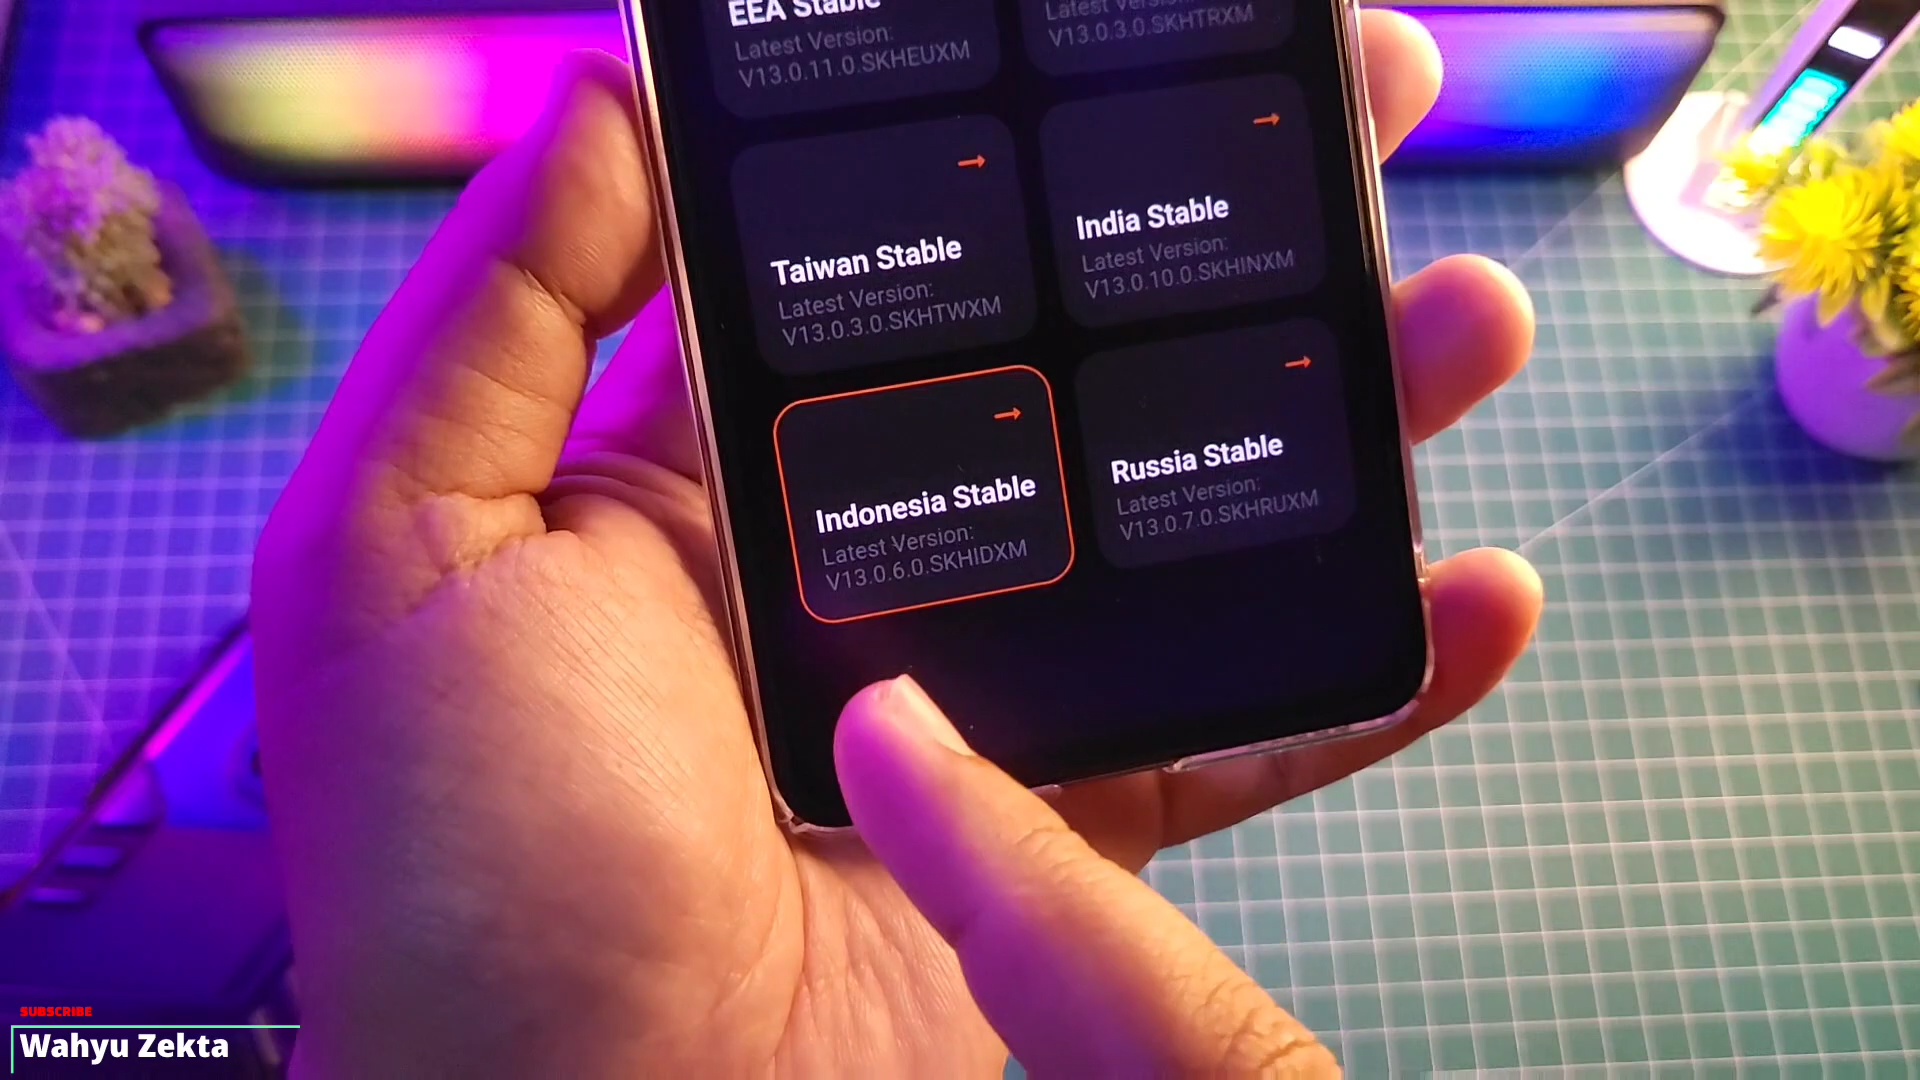 EEA Stable
Latest Version:
V13.0.11.0.SKHEUXM
Latest Version:
V13.0.3.0.SKHTRXM
Taiwan Stable
Latest Version:
V13.0.3.0.SKHTWXM
India Stable
Latest Version:
V13.0.10.0.SKHINXM
Indonesia Stable
Latest Version:
V13.0.6.0.SKHIDXM
Russia Stable
Latest Version:
V13.0.7.0.SKHRUXM
SUBSCRIBE
Wahyu Zekta